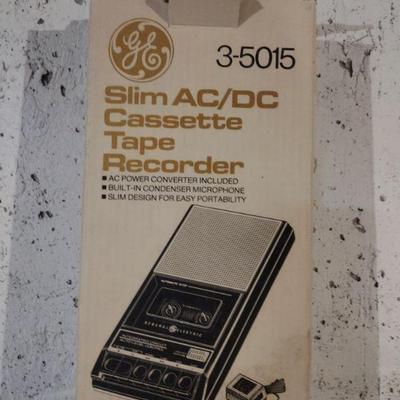 GE
3-5015
Slim AC/DC
Cassette
Tape
Recorder
■ AC POWER CONVERTER INCLUDED
■ BUILT-IN CONDENSER MICROPHONE
■ SLIM DESIGN FOR EASY PORTABILITY
GENERAL ELECTRIC